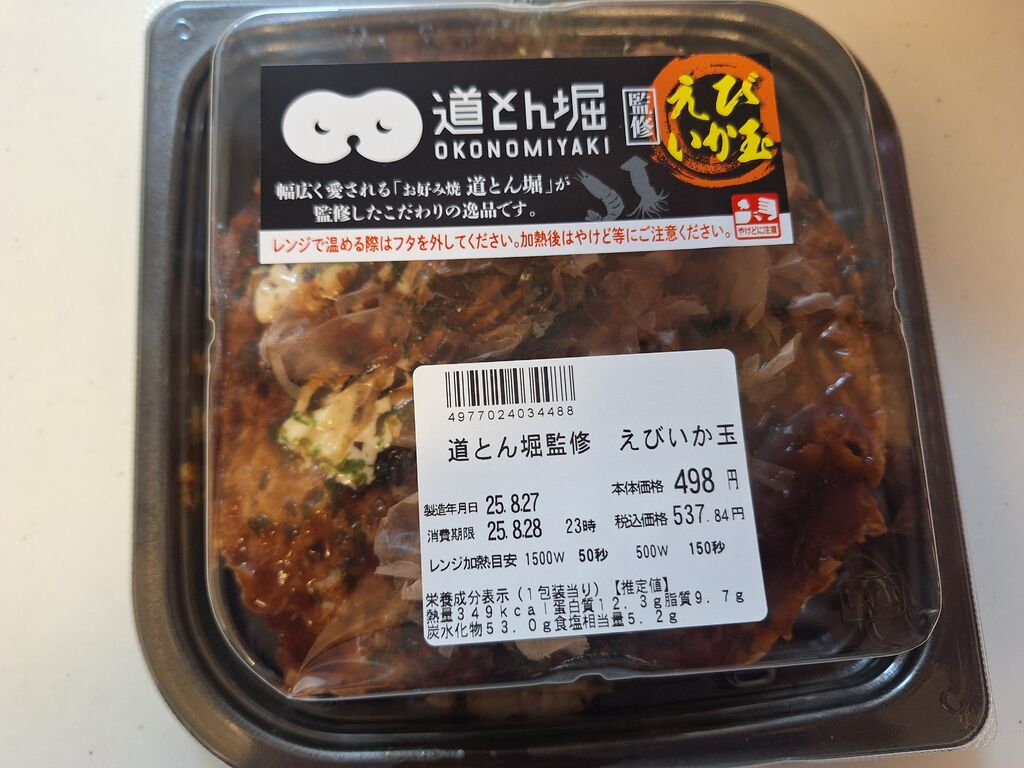 道とん堀
OKONOMIYAKI
監修
えび
いか玉
幅広く愛される「お好み焼 道とん堀」が
監修したこだわりの逸品です。
やけどに注意
レンジで温める際はフタを外してください。加熱後はやけど等にご注意ください。
4977024034488
道とん堀監修 えびいか玉
本体価格 498 円
製造年月日 25.8.27
税込価格 537.84円
消費期限 25.8.28 23時
レンジ加熱目安 1500W 50秒 500W 150秒
栄養成分表示(1包装当り)【推定値】
熱量349kcal蛋白質12.3g脂質9.7g
炭水化物53.0g食塩相当量5.2g